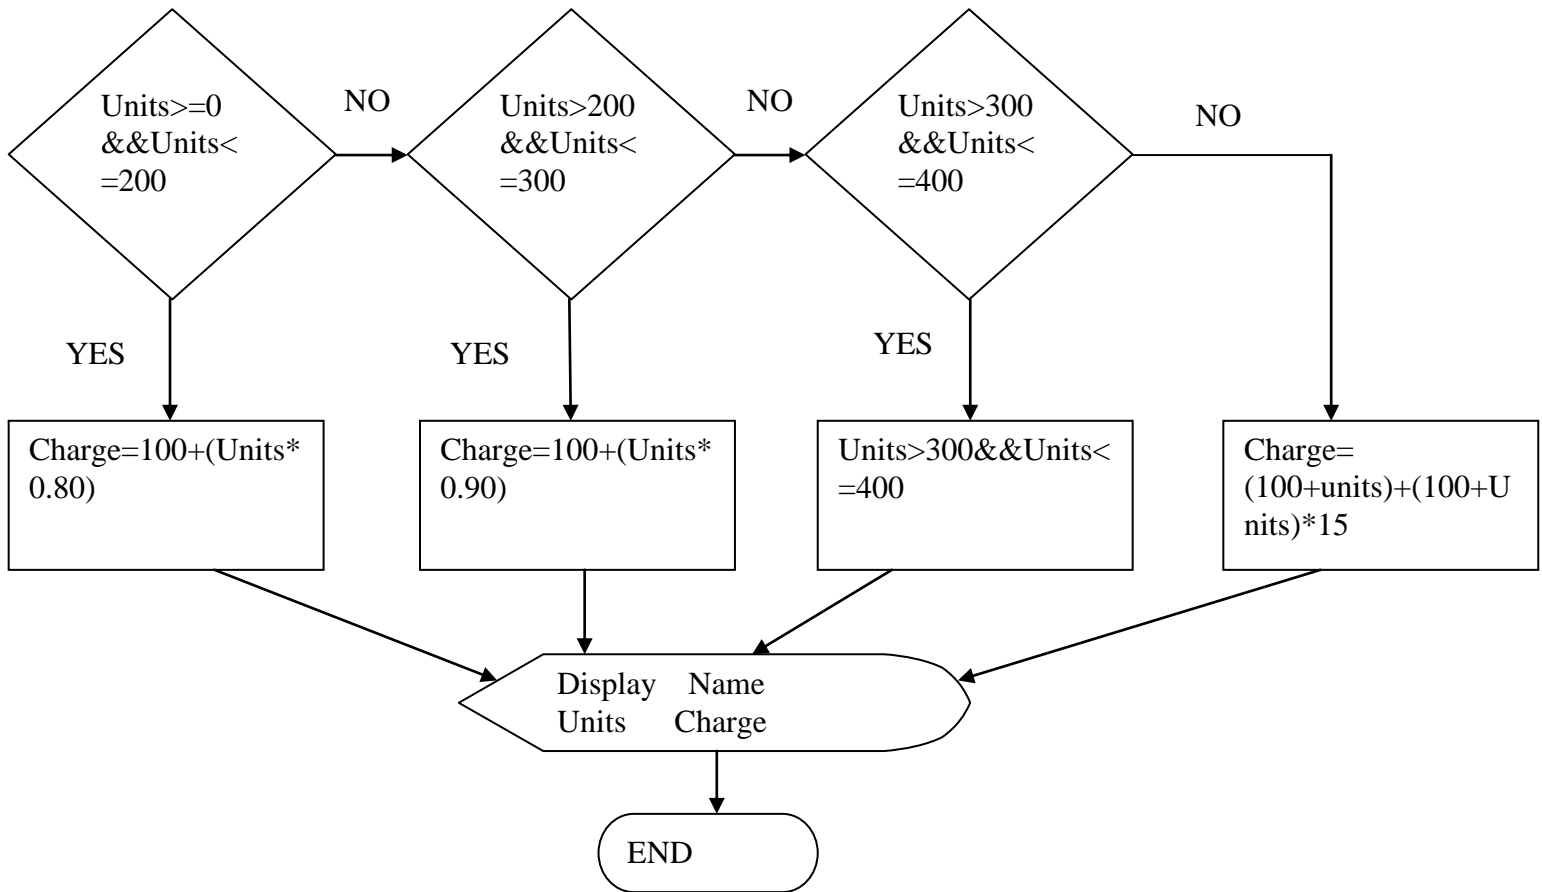 Units>=0
&&Units<
=200
NO
Units>200
&&Units<
=300
NO
Units>300
&&Units<
=400
NO
YES
YES
YES
Charge=100+(Units*
0.80)
Charge=100+(Units*
0.90)
Units>300&&Units<
=400
Charge=
(100+units)+(100+U
nits)*15
Display Name
Units Charge
END